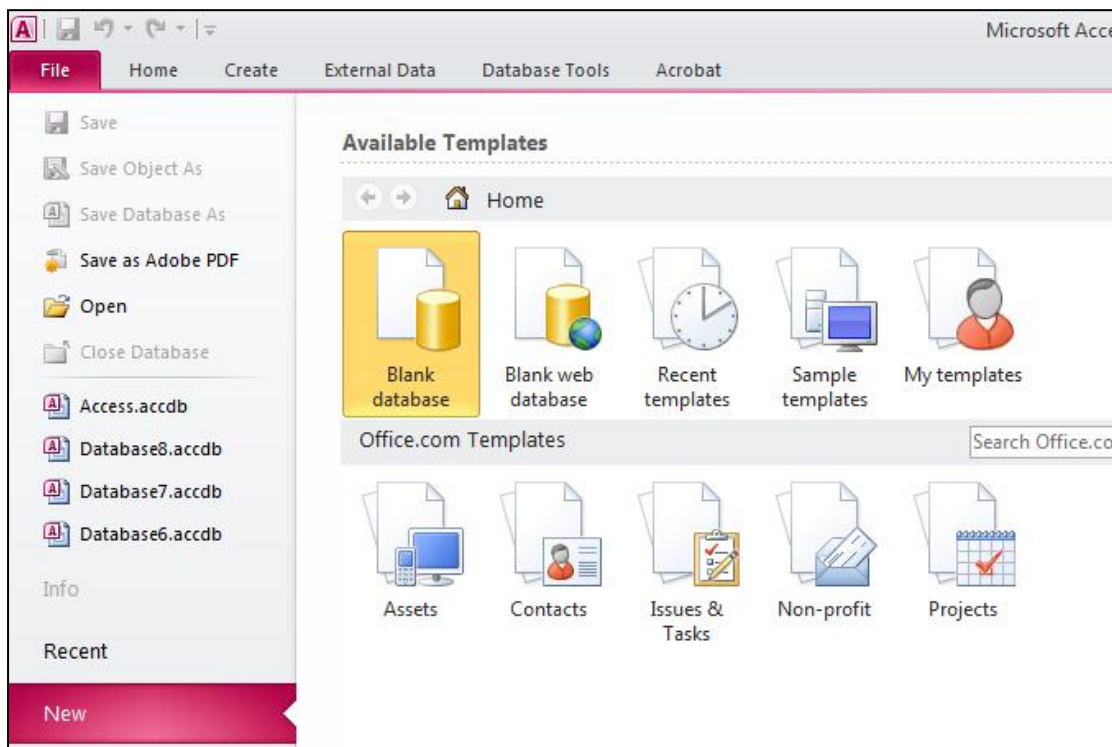 Microsoft Acce
File Home Create External Data Database Tools Acrobat
Save
Save Object As
Save Database As
Save as Adobe PDF
Open
Close Database
Access.accdb
Database8.accdb
Database7.accdb
Database6.accdb
Info
Recent
New
Available Templates
Home
Blank database
Blank web database
Recent templates
Sample templates
My templates
Office.com Templates
Search Office.co
Assets
Contacts
Issues & Tasks
Non-profit
Projects